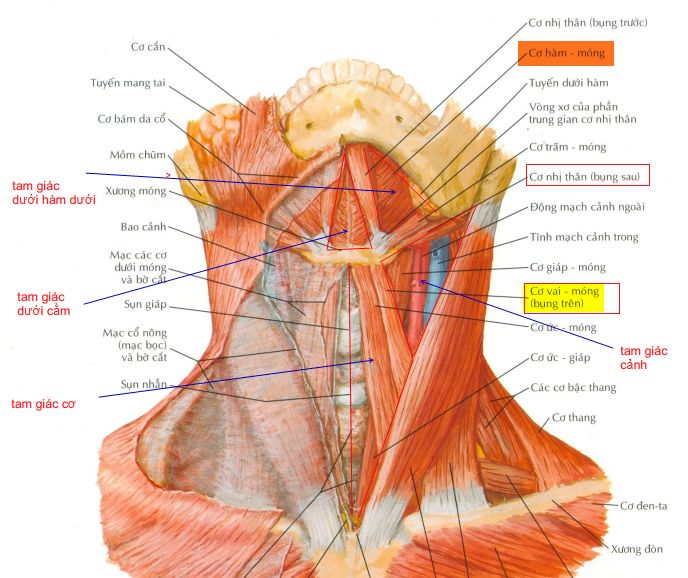 Cơ cắn
Tuyến mang tai
Cơ bám da cổ
Mỏm chũm
tam giác
dưới hàm dưới
Xương móng
Bao cảnh
Mạc các cơ
dưới móng
và bờ cắt
tam giác
dưới cằm
Sụn giáp
Mạc cổ nông
(mạc bọc)
và bờ cắt
Sụn nhẫn
tam giác cơ
Cơ nhị thân (bụng trước)
Cơ hàm - móng
Tuyến dưới hàm
Vòng xơ của phần
trung gian cơ nhị thân
Cơ trâm - móng
Cơ nhị thân (bụng sau)
Động mạch cảnh ngoài
Tĩnh mạch cảnh trong
Cơ giáp - móng
Cơ vai - móng
(bụng trên)
Cơ ức - móng
tam giác
cảnh
Cơ ức - giáp
Các cơ bậc thang
Cơ thang
Cơ đen-ta
Xương đòn